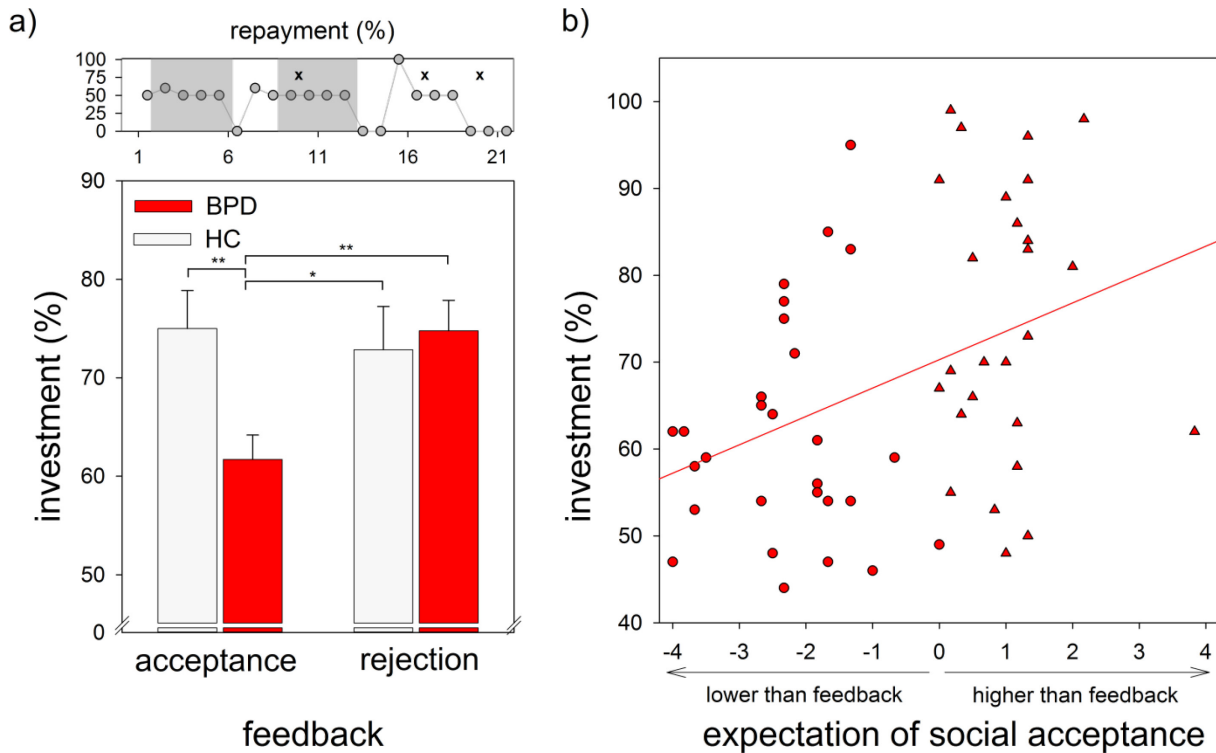 a)
repayment (%)
100
75
50
25
0
x x x
1 6 11 16 21
90
80
70
60
50
0
investment (%)
BPD
HC
**
**
*
acceptance rejection
feedback
b)
100
90
80
70
60
50
40
investment (%)
-4 -3 -2 -1 0 1 2 3 4
lower than feedback higher than feedback
expectation of social acceptance